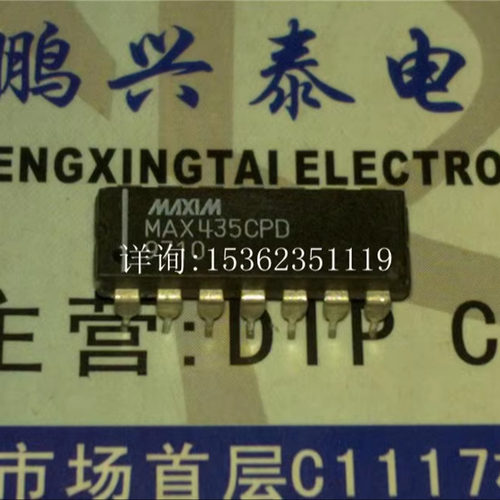 鹏兴泰电
ENGXINGTAI ELECTRO
MAXIM
MAX435CPD
9710
详询:15362351119
主营:DIP C
市场首层C1117